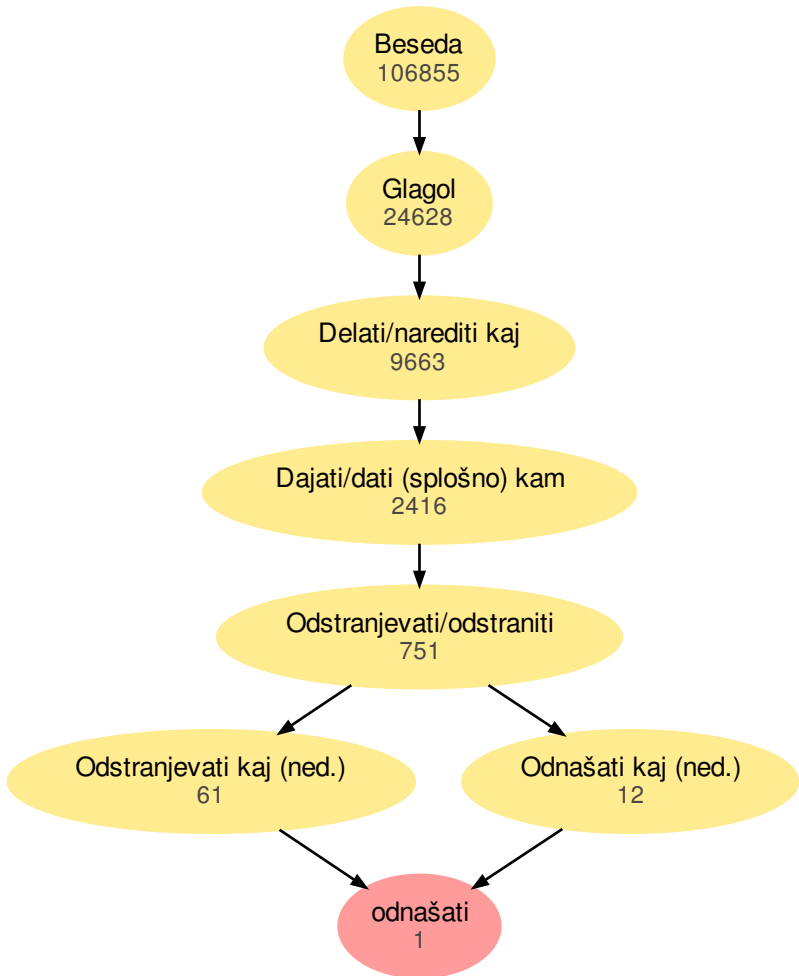 Beseda
106855
Glagol
24628
Delati/narediti kaj
9663
Dajati/dati (splošno) kam
2416
Odstranjevati/odstraniti
751
Odstranjevati kaj (ned.)
61
Odnašati kaj (ned.)
12
odnašati
1